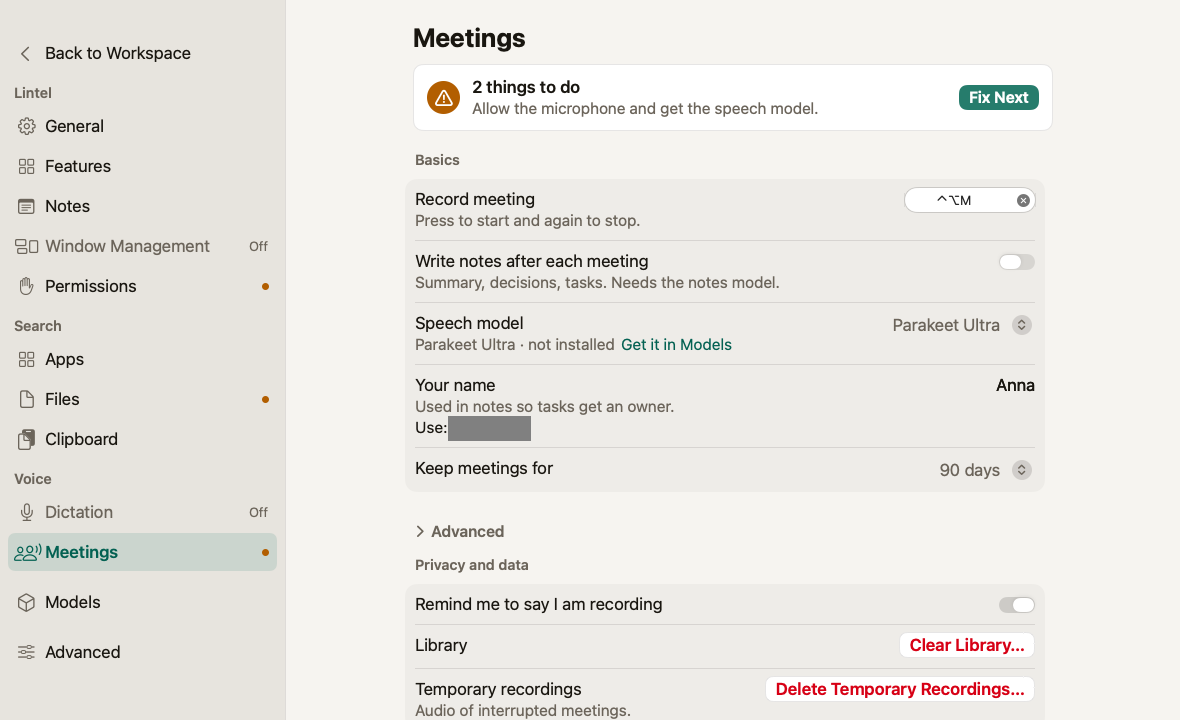 Back to Workspace
Lintel
General
Features
Notes
Window Management Off
Permissions
Search
Apps
Files
Clipboard
Voice
Dictation Off
Meetings
Models
Advanced
Meetings
2 things to do
Allow the microphone and get the speech model.
Fix Next
Basics
Record meeting
Press to start and again to stop.
^⌥M
Write notes after each meeting
Summary, decisions, tasks. Needs the notes model.
Speech model
Parakeet Ultra · not installed Get it in Models
Parakeet Ultra
Your name
Used in notes so tasks get an owner.
Use:
Anna
Keep meetings for
90 days
Advanced
Privacy and data
Remind me to say I am recording
Library
Clear Library...
Temporary recordings
Audio of interrupted meetings.
Delete Temporary Recordings...